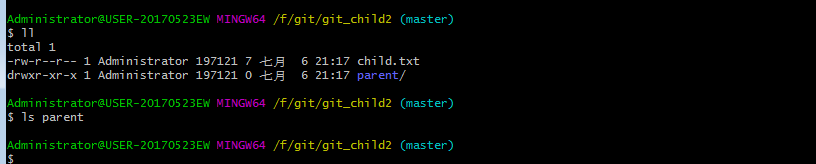 Administrator@USER-20170523EW MINGW64 /f/git/git_child2 (master)
$ ll
total 1
-rw-r--r-- 1 Administrator 197121 7 七月  6 21:17 child.txt
drwxr-xr-x 1 Administrator 197121 0 七月  6 21:17 parent/
Administrator@USER-20170523EW MINGW64 /f/git/git_child2 (master)
$ ls parent
Administrator@USER-20170523EW MINGW64 /f/git/git_child2 (master)
$